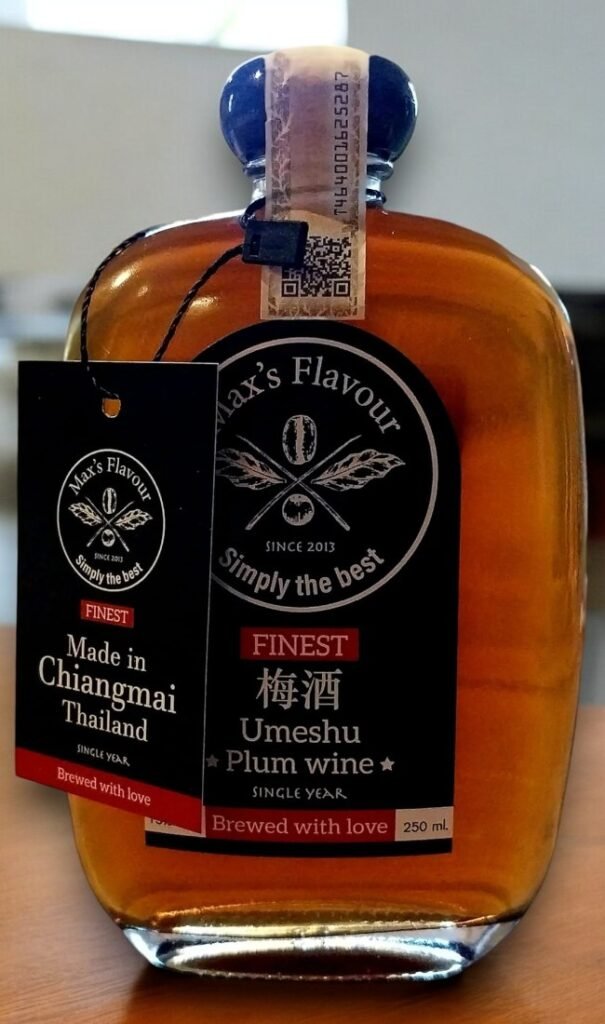 T464001625287
Max's Flavour
SINCE 2013
Simply the best
FINEST
Made in
Chiangmai
Thailand
SINGLE YEAR
Brewed with love
Max's Flavour
SINCE 2013
Simply the best
FINEST
梅酒
Umeshu
Plum wine
SINGLE YEAR
Brewed with love
250 ml.